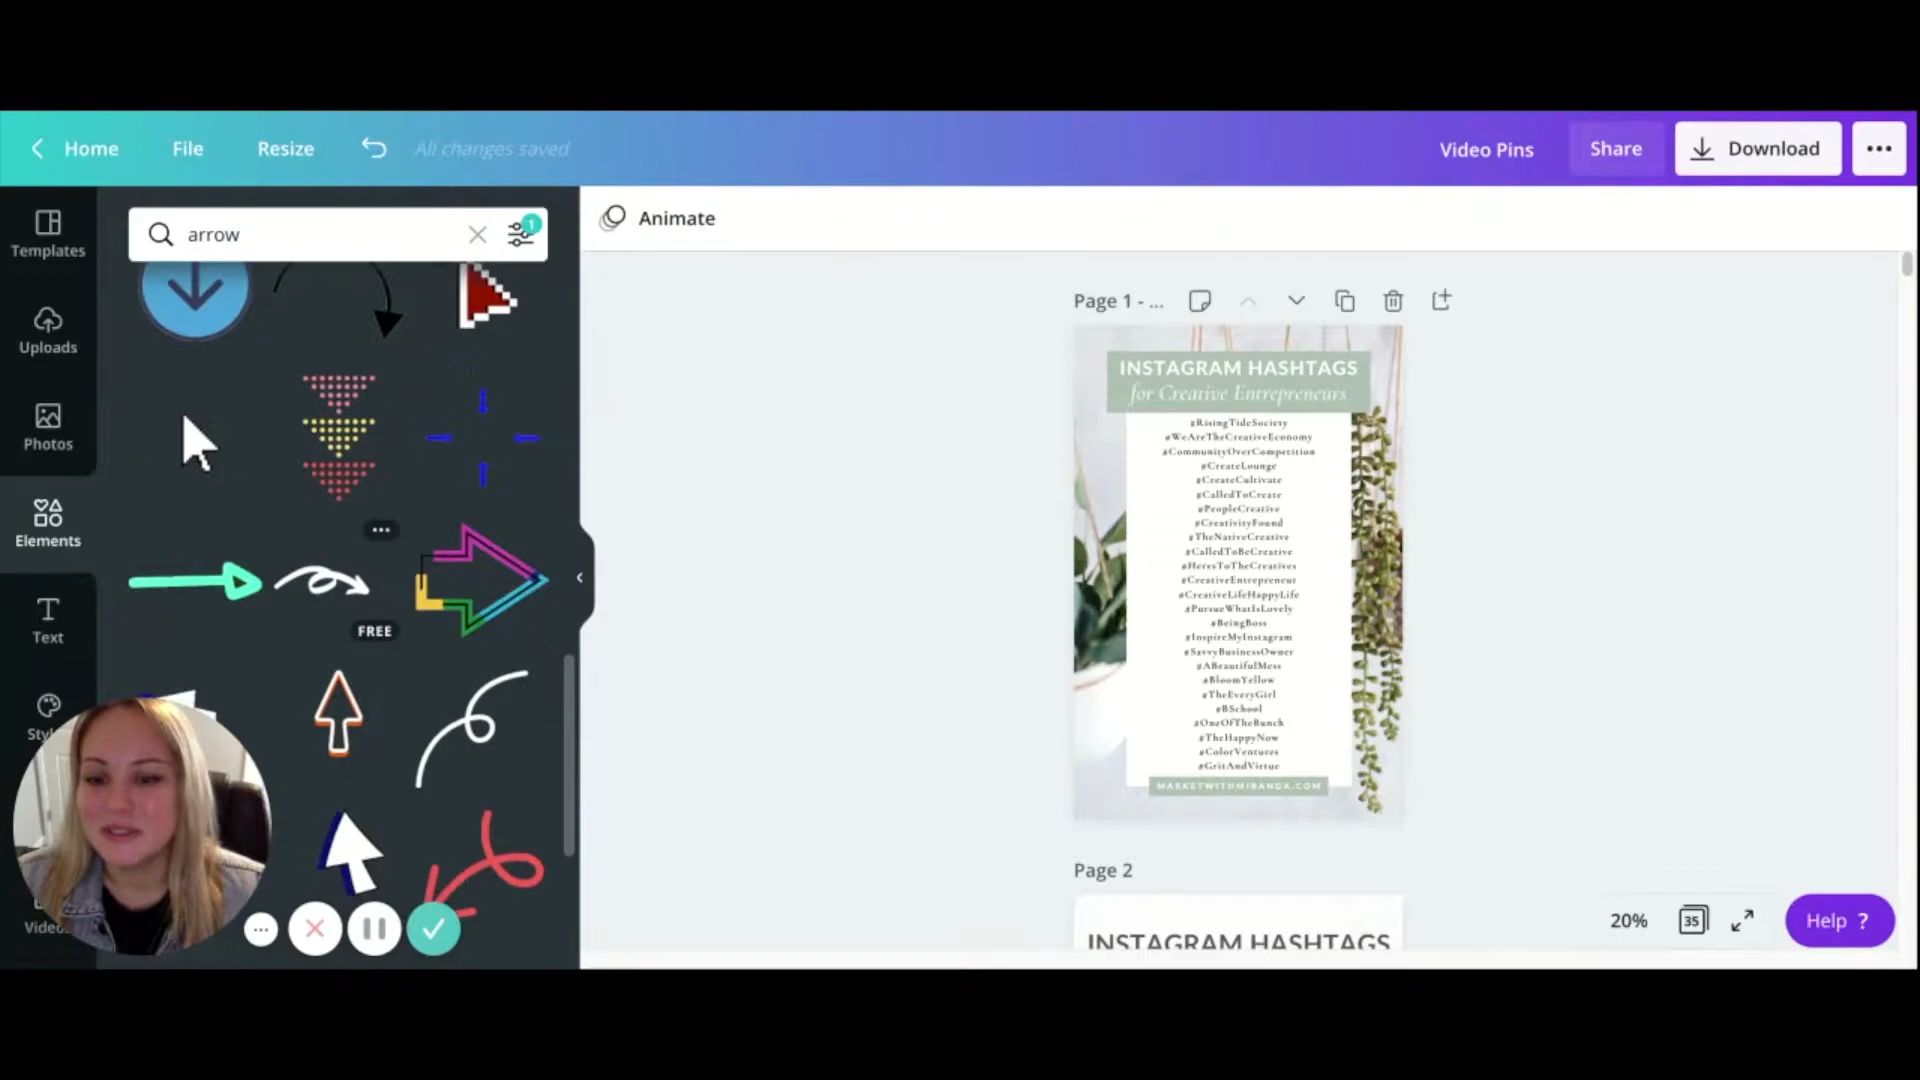 Home
File
Resize
All changes saved
Video Pins
Share
Download
Templates
Uploads
Photos
Elements
Text
arrow
1
FREE
Animate
Page 1 - ...
INSTAGRAM HASHTAGS
for Creative Entrepreneurs
#RisingTideSociety
#WeAreTheCreativeEconomy
#CommunityOverCompetition
#CreateLounge
#CreateCultivate
#CalledToCreate
#PeopleCreative
#CreativityFound
#TheNativeCreative
#CalledToBeCreative
#HeresToTheCreatives
#CreativeEntrepreneur
#CreativeLifeHappyLife
#PursueWhatIsLovely
#BeingBoss
#InspireMyInstagram
#SavvyBusinessOwner
#ABeautifulMess
#BloomYellow
#TheEveryGirl
#BSchool
#OneOfTheBunch
#TheHappyNow
#ColorVentures
#GritAndVirtue
MARKETWITHMIRANDA.COM
Page 2
INSTAGRAM HASHTAGS
20%
35
Help ?